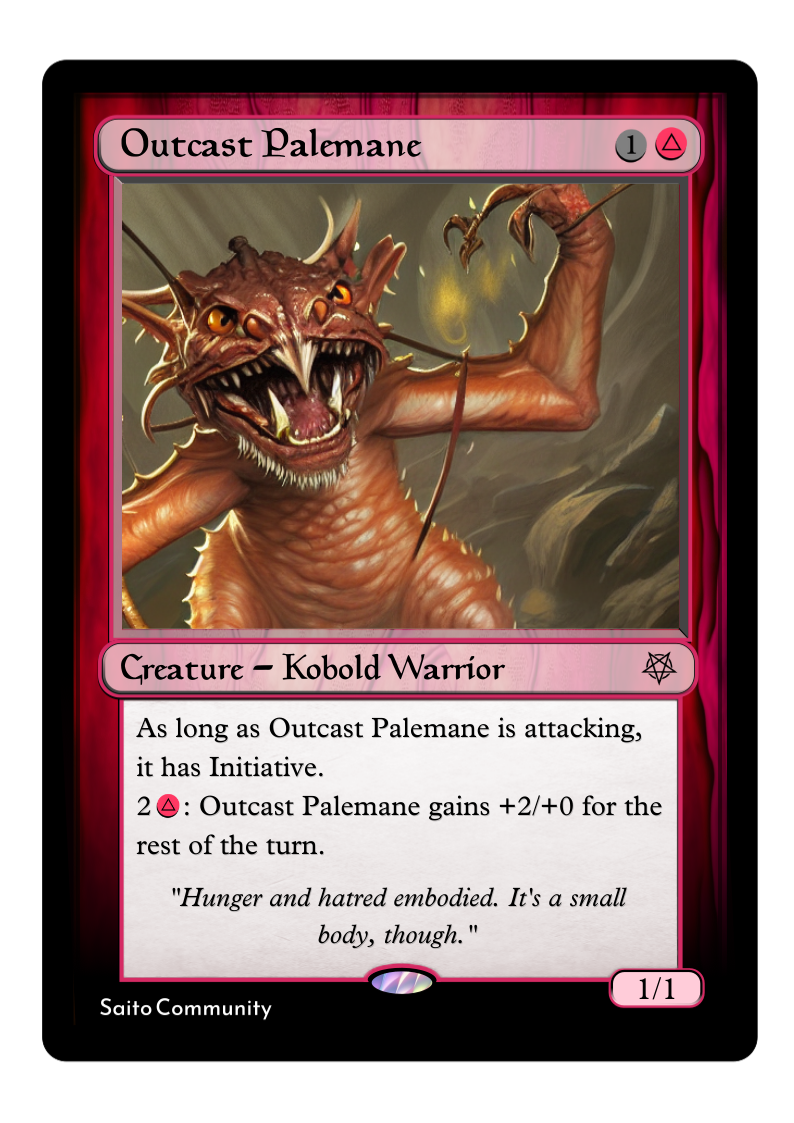 Outcast Palemane 1
Creature – Kobold Warrior
As long as Outcast Palemane is attacking,
it has Initiative.
2 : Outcast Palemane gains +2/+0 for the
rest of the turn.
"Hunger and hatred embodied. It's a small
body, though."
1/1
Saito Community